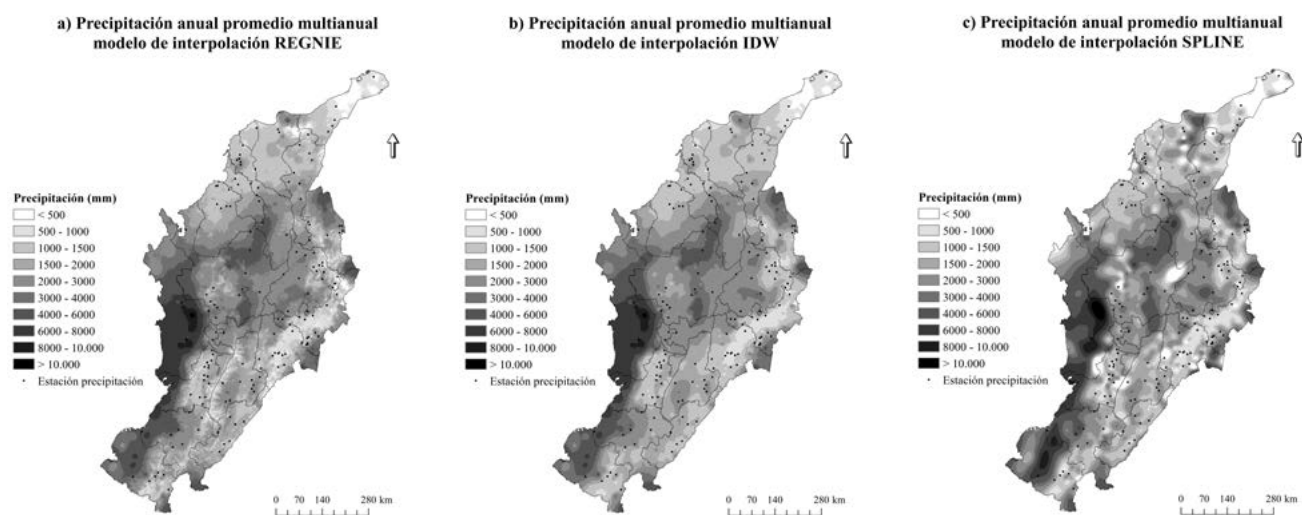 a) Precipitación anual promedio multianual
modelo de interpolación REGNIE
Precipitación (mm)
< 500
500 - 1000
1000 - 1500
1500 - 2000
2000 - 3000
3000 - 4000
4000 - 6000
6000 - 8000
8000 - 10.000
> 10.000
Estación precipitación
0 70 140 280 km
b) Precipitación anual promedio multianual
modelo de interpolación IDW
Precipitación (mm)
< 500
500 - 1000
1000 - 1500
1500 - 2000
2000 - 3000
3000 - 4000
4000 - 6000
6000 - 8000
8000 - 10.000
> 10.000
Estación precipitación
0 70 140 280 km
c) Precipitación anual promedio multianual
modelo de interpolación SPLINE
Precipitación (mm)
< 500
500 - 1000
1000 - 1500
1500 - 2000
2000 - 3000
3000 - 4000
4000 - 6000
6000 - 8000
8000 - 10.000
> 10.000
Estación precipitación
0 70 140 280 km